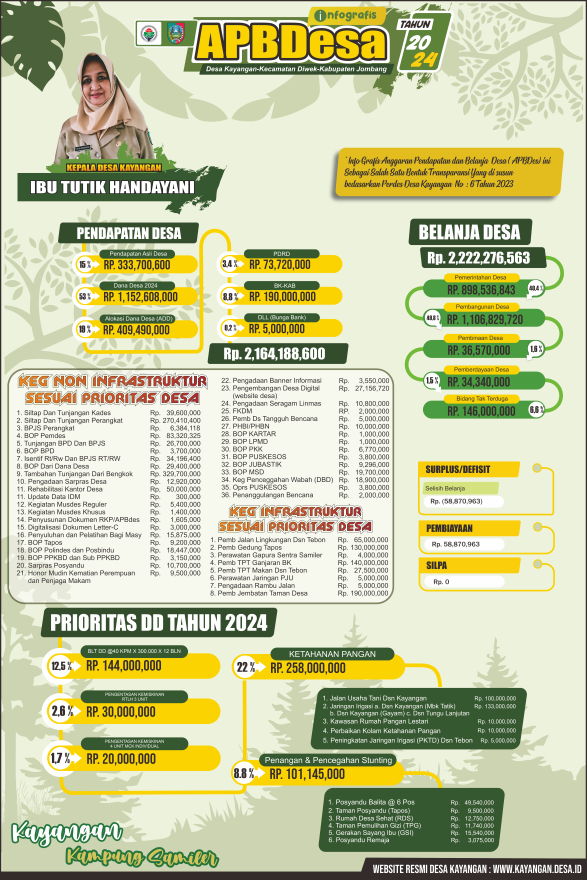 infografis
APBDesa
TAHUN
20
24
Desa Kayangan-Kecamatan Diwek-Kabupaten Jombang
KEPALA DESA KAYANGAN
IBU TUTIK HANDAYANI
" Info Grafis Anggaran Pendapatan dan Belanja Desa ( APBDes) ini
Sebagai Salah Satu Bentuk Transparansi Yang di susun
bedasarkan Perdes Desa Kayangan No : 6 Tahun 2023
PENDAPATAN DESA
Pendapatan Asli Desa
15 % RP. 333,700,600
Dana Desa 2024
53 % RP. 1,152,608,000
Alokasi Dana Desa (ADD)
18 % RP. 409,490,000
PDRD
3,4 % RP. 73,720,000
BK-KAB
8,8 % RP. 190,000,000
DLL (Bunga Bank)
0,2 % RP. 5,000,000
Rp. 2,164,188,600
BELANJA DESA
Rp. 2,222,276,563
Pemerintahan Desa
RP. 898,536,843 40,4 %
Pembangunan Desa
49,8 % RP. 1,106,829,720
Pembinaan Desa
RP. 36,570,000 1,6 %
Pemberdayaan Desa
1,5 % RP. 34,340,000
Bidang Tak Terduga
RP. 146,000,000 6,6 %
KEG NON INFRASTRUKTUR
SESUAI PRIORITAS DESA
1. Siltap Dan Tunjangan Kades Rp. 39,600,000
2. Siltap Dan Tunjangan Perangkat Rp. 270,410,400
3. BPJS Perangkat Rp. 6,384,118
4. BOP Pemdes Rp. 83,320,325
5. Tunjangan BPD Dan BPJS Rp. 26,700,000
6. BOP BPD Rp. 3,700,000
7. Isentif Rt/Rw Dan BPJS RT/RW Rp. 34,196,400
8. BOP Dari Dana Desa Rp. 29,400,000
9. Tambahan Tunjangan Dari Bengkok Rp. 329,700,000
10. Pengadaan Sarpras Desa Rp. 12,920,000
11. Rehabilitasi Kantor Desa Rp. 50,000,000
11. Update Data IDM Rp. 300,000
12. Kegiatan Musdes Reguler Rp. 5,400,000
13. Kegiatan Musdes Khusus Rp. 1,400,000
14. Penyusunan Dokumen RKP/APBdes Rp. 1,605,000
15. Digitalisasi Dokumen Letter-C Rp. 3,000,000
16. Penyuluhan dan Pelatihan Bagi Masy Rp. 15,875,000
17. BOP Tapos Rp. 9,200,000
18. BOP Polindes dan Posbindu Rp. 18,447,000
19. BOP PPKBD dan Sub PPKBD Rp. 3,150,000
20. Sarpras Posyandu Rp. 10,700,000
21. Honor Mudin Kematian Perempuan Rp. 9,500,000
dan Penjaga Makam
22. Pengadaan Banner Informasi Rp. 3,550,000
23. Pengembangan Desa Digital Rp. 27,156,720
(website desa)
24. Pengadaan Seragam Linmas Rp. 10,800,000
25. FKDM Rp. 2,000,000
26. Pemb Ds Tangguh Bencana Rp. 5,000,000
27. PHBI/PHBN Rp. 10,000,000
28. BOP KARTAR Rp. 1,000,000
29. BOP LPMD Rp. 1,000,000
30. BOP PKK Rp. 6,770,000
31. BOP PUSKESOS Rp. 3,800,000
32. BOP JUBASTIK Rp. 9,296,000
33. BOP MSD Rp. 19,700,000
34. Keg Penceggahan Wabah (DBD) Rp. 18,900,000
35. Oprs PUSKESOS Rp. 3,800,000
36. Penanggulangan Bencana Rp. 2,000,000
KEG INFRASTRUKTUR
SESUAI PRIORITAS DESA
1. Pemb Jalan Lingkungan Dsn Tebon Rp. 65,000,000
2. Pemb Gedung Tapos Rp. 130,000,000
3. Perawatan Gapura Sentra Samiler Rp. 4,000,000
4. Pemb TPT Ganjaran BK Rp. 140,000,000
5. Pemb TPT Makan Dsn Tebon Rp. 27,500,000
6. Perawatan Jaringan PJU Rp. 5,000,000
7. Pengadaan Rambu Jalan Rp. 5,000,000
8. Pemb Jembatan Taman Desa Rp. 190,000,000
SURPLUS/DEFISIT
Selisih Belanja
Rp. (58,870,963)
PEMBIAYAAN
Rp. 58,870,963
SILPA
Rp. 0
PRIORITAS DD TAHUN 2024
BLT DD @40 KPM X 300.000 X 12 BLN
12,5 % RP. 144,000,000
PENGENTASAN KEMISKINAN
RTLH 3 UNIT
2,6 % RP. 30,000,000
PENGENTASAN KEMISKINAN
4 UNIT MCK INDIVIDUAL
1,7 % RP. 20,000,000
KETAHANAN PANGAN
22 % RP. 258,000,000
1. Jalan Usaha Tani Dsn Kayangan Rp. 100,000,000
2. Jaringan Irigasi a. Dsn Kayangan (Mbk Tatik) Rp. 133,000,000
b. Dsn Kayangan (Gayam) c. Dsn Tungu Lanjutan
3. Kawasan Rumah Pangan Lestari Rp. 10,000,000
4. Perbaikan Kolam Ketahanan Pangan Rp. 10,000,000
5. Peningkatan Jaringan Irigasi (PKTD) Dsn Tebon Rp. 5,000,000
Penangan & Pencegahan Stunting
8.8 % RP. 101,145,000
1. Posyandu Balita @ 6 Pos Rp. 49,540,000
2. Taman Posyandu (Tapos) Rp. 9,500,000
3. Rumah Desa Sehat (RDS) Rp. 12,750,000
4. Taman Pemulihan Gizi (TPG) Rp. 11,740,000
5. Gerakan Sayang Ibu (GSI) Rp. 15,540,000
6. Posyandu Remaja Rp. 3,075,000
Kayangan
Kampung Samiler
WEBSITE RESMI DESA KAYANGAN : WWW.KAYANGAN.DESA.ID